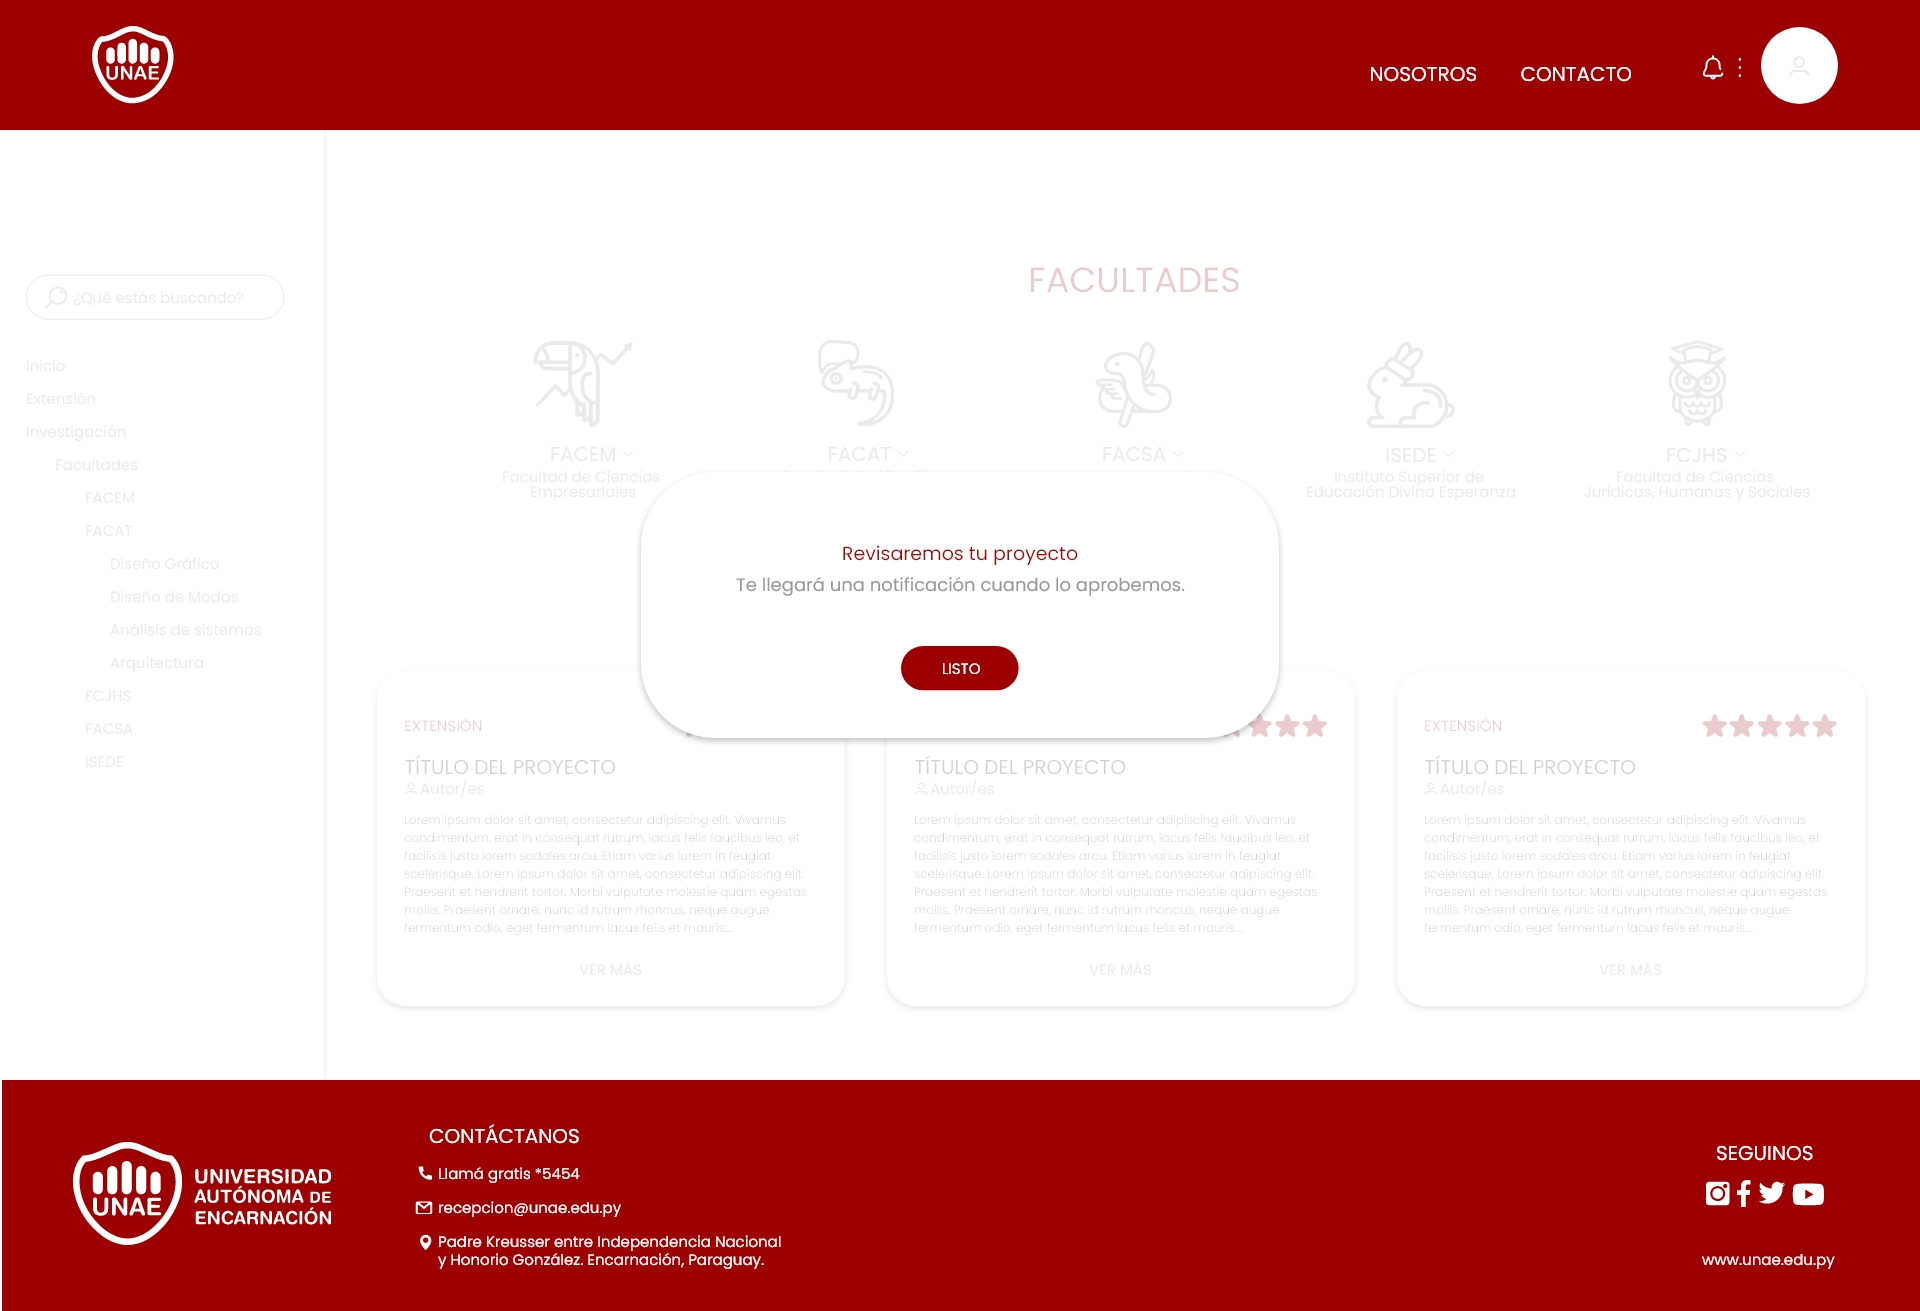 UNAE
NOSOTROS
CONTACTO
¿Qué estás buscando?
Inicio
Extensión
Investigación
Facultades
FACEM
FACAT
Diseño Gráfico
Diseño de Modas
Análisis de sistemas
Arquitectura
FCJHS
FACSA
ISEDE
FACULTADES
FACEM
Facultad de Ciencias
Empresariales
FACAT
FACSA
ISEDE
Instituto Superior de
Educación Divina Esperanza
FCJHS
Facultad de Ciencias
Jurídicas, Humanas y Sociales
Revisaremos tu proyecto
Te llegará una notificación cuando lo aprobemos.
LISTO
EXTENSIÓN
TÍTULO DEL PROYECTO
Autor/es
Lorem ipsum dolor sit amet, consectetur adipiscing elit. Vivamus
condimentum, erat in consequat rutrum, lacus felis faucibus leo, et
facilisis justo lorem sodales arcu. Etiam varius lorem in feugiat
scelerisque. Lorem ipsum dolor sit amet, consectetur adipiscing elit.
Praesent et hendrerit tortor. Morbi vulputate molestie quam egestas
mollis. Praesent ornare, nunc id rutrum rhoncus, neque augue
fermentum odio, eget fermentum lacus felis et mauris....
VER MÁS
TÍTULO DEL PROYECTO
Autor/es
Lorem ipsum dolor sit amet, consectetur adipiscing elit. Vivamus
condimentum, erat in consequat rutrum, lacus felis faucibus leo, et
facilisis justo lorem sodales arcu. Etiam varius lorem in feugiat
scelerisque. Lorem ipsum dolor sit amet, consectetur adipiscing elit.
Praesent et hendrerit tortor. Morbi vulputate molestie quam egestas
mollis. Praesent ornare, nunc id rutrum rhoncus, neque augue
fermentum odio, eget fermentum lacus felis et mauris....
VER MÁS
EXTENSIÓN
TÍTULO DEL PROYECTO
Autor/es
Lorem ipsum dolor sit amet, consectetur adipiscing elit. Vivamus
condimentum, erat in consequat rutrum, lacus felis faucibus leo, et
facilisis justo lorem sodales arcu. Etiam varius lorem in feugiat
scelerisque. Lorem ipsum dolor sit amet, consectetur adipiscing elit.
Praesent et hendrerit tortor. Morbi vulputate molestie quam egestas
mollis. Praesent ornare, nunc id rutrum rhoncus, neque augue
fermentum odio, eget fermentum lacus felis et mauris....
VER MÁS
UNAE
UNIVERSIDAD
AUTÓNOMA DE
ENCARNACIÓN
CONTÁCTANOS
Llamá gratis *5454
recepcion@unae.edu.py
Padre Kreusser entre Independencia Nacional
y Honorio González. Encarnación, Paraguay.
SEGUINOS
www.unae.edu.py